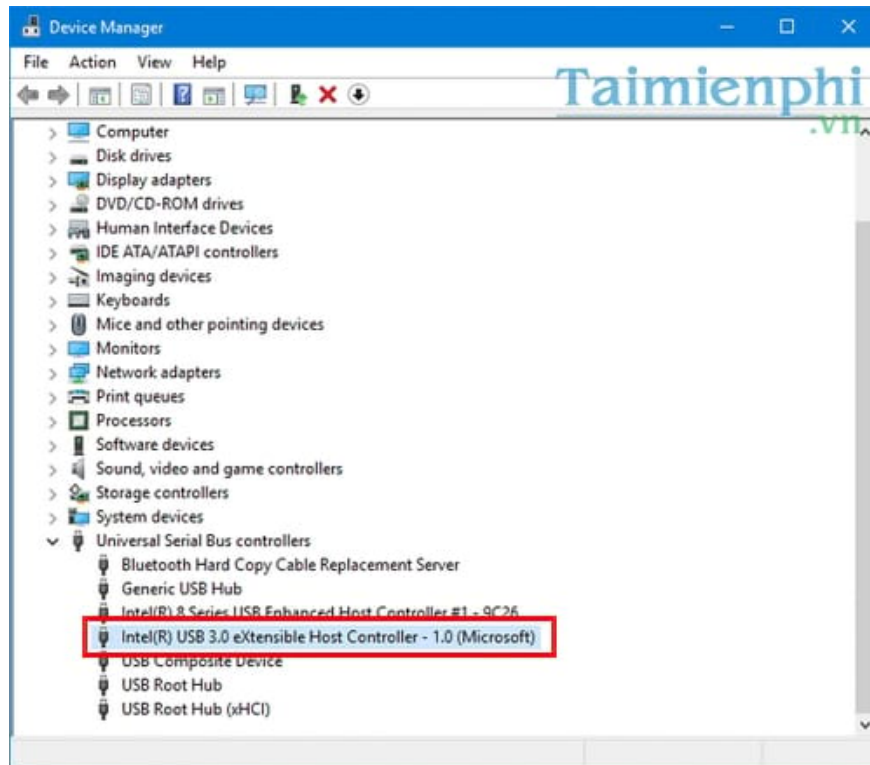 Device Manager
File Action View Help
Taimienphi
.vn
Computer
Disk drives
Display adapters
DVD/CD-ROM drives
Human Interface Devices
IDE ATA/ATAPI controllers
Imaging devices
Keyboards
Mice and other pointing devices
Monitors
Network adapters
Print queues
Processors
Software devices
Sound, video and game controllers
Storage controllers
System devices
Universal Serial Bus controllers
Bluetooth Hard Copy Cable Replacement Server
Generic USB Hub
Intel(R) 8 Series USB Enhanced Host Controller #1 - 9C26
Intel(R) USB 3.0 eXtensible Host Controller - 1.0 (Microsoft)
USB Composite Device
USB Root Hub
USB Root Hub (xHCI)